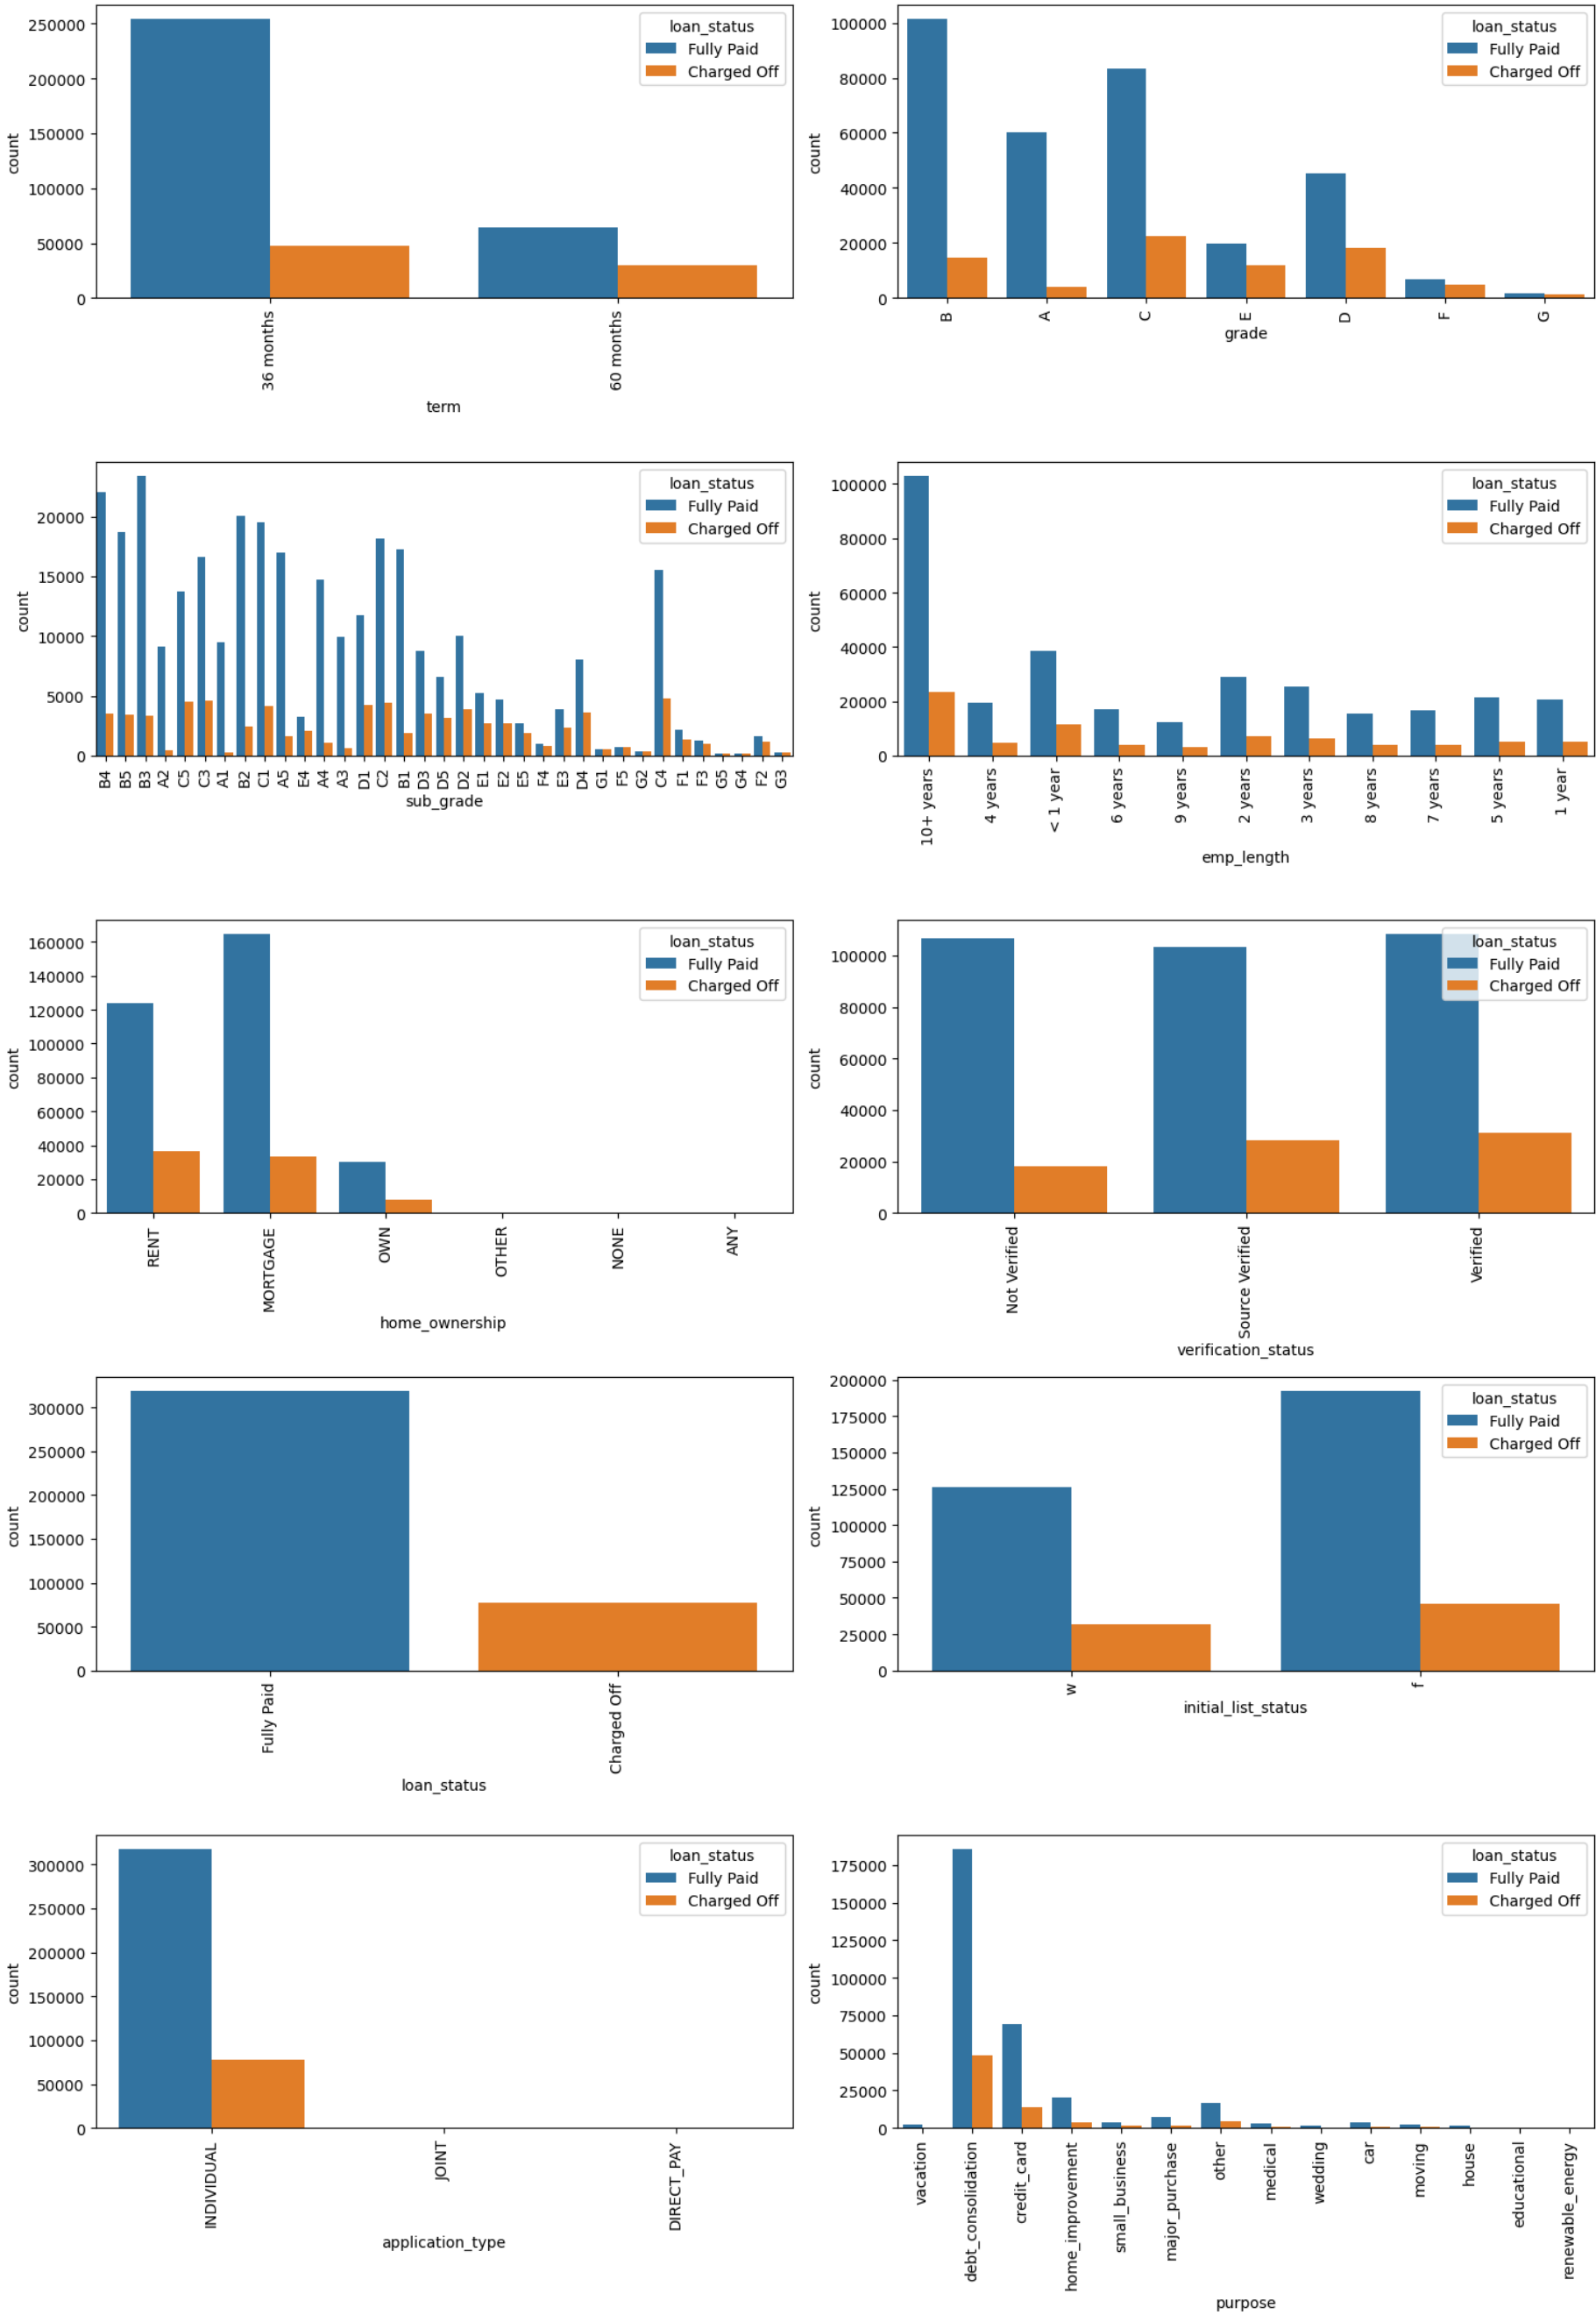 loan_status
Fully Paid
Charged Off
250000
200000
150000
100000
50000
0
count
36 months
60 months
term
loan_status
Fully Paid
Charged Off
100000
80000
60000
40000
20000
0
count
B A C E D F G
grade
loan_status
Fully Paid
Charged Off
20000
15000
10000
5000
0
count
B4 B5 B3 A2 C5 C3 A1 B2 C1 A5 E4 A4 A3 D1 C2 B1 D3 D5 D2 E1 E2 E5 F4 E3 D4 G1 F5 G2 C4 F1 F3 G5 G4 F2 G3
sub_grade
loan_status
Fully Paid
Charged Off
100000
80000
60000
40000
20000
0
count
10+ years
4 years
< 1 year
6 years
9 years
2 years
3 years
8 years
7 years
5 years
1 year
emp_length
loan_status
Fully Paid
Charged Off
160000
140000
120000
100000
80000
60000
40000
20000
0
count
RENT
MORTGAGE
OWN
OTHER
NONE
ANY
home_ownership
loan_status
Fully Paid
Charged Off
100000
80000
60000
40000
20000
0
count
Not Verified
Source Verified
Verified
verification_status
300000
250000
200000
150000
100000
50000
0
count
Fully Paid
Charged Off
loan_status
loan_status
Fully Paid
Charged Off
200000
175000
150000
125000
100000
75000
50000
25000
0
count
w
f
initial_list_status
loan_status
Fully Paid
Charged Off
300000
250000
200000
150000
100000
50000
0
count
INDIVIDUAL
JOINT
DIRECT_PAY
application_type
loan_status
Fully Paid
Charged Off
175000
150000
125000
100000
75000
50000
25000
0
count
vacation
debt_consolidation
credit_card
home_improvement
small_business
major_purchase
other
medical
wedding
car
moving
house
educational
renewable_energy
purpose